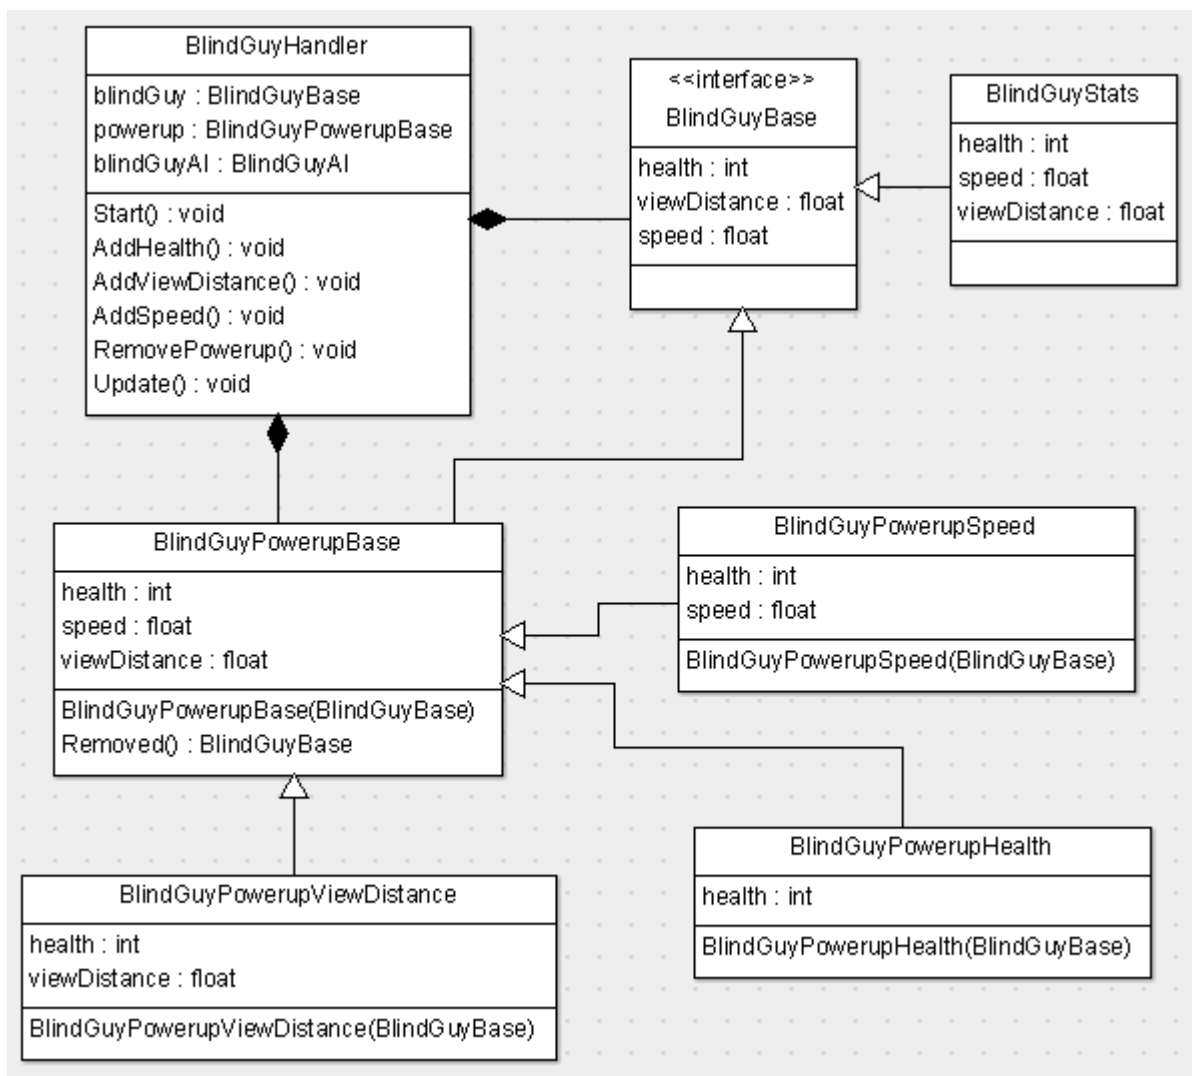 BlindGuyHandler
blindGuy : BlindGuyBase
powerup : BlindGuyPowerupBase
blindGuyAI : BlindGuyAI
Start() : void
AddHealth() : void
AddViewDistance() : void
AddSpeed() : void
RemovePowerup() : void
Update() : void
<<interface>>
BlindGuyBase
health : int
viewDistance : float
speed : float
BlindGuyStats
health : int
speed : float
viewDistance : float
BlindGuyPowerupBase
health : int
speed : float
viewDistance : float
BlindGuyPowerupBase(BlindGuyBase)
Removed() : BlindGuyBase
BlindGuyPowerupSpeed
health : int
speed : float
BlindGuyPowerupSpeed(BlindGuyBase)
BlindGuyPowerupHealth
health : int
BlindGuyPowerupHealth(BlindGuyBase)
BlindGuyPowerupViewDistance
health : int
viewDistance : float
BlindGuyPowerupViewDistance(BlindGuyBase)